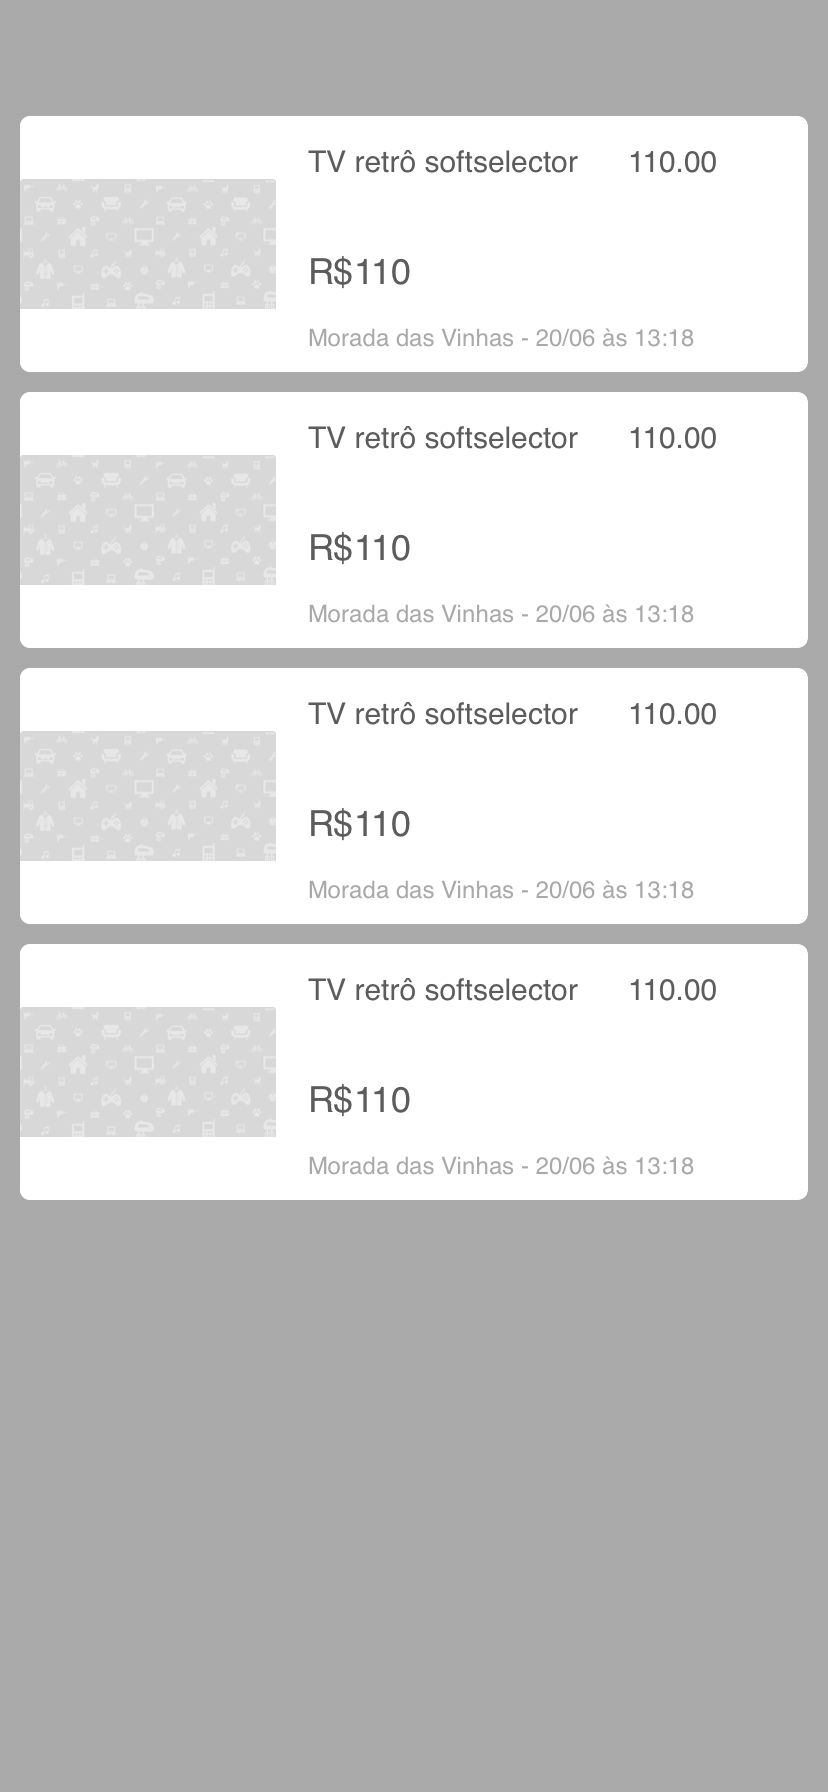 TV retrô softselector 110.00
R$110
Morada das Vinhas - 20/06 às 13:18
TV retrô softselector 110.00
R$110
Morada das Vinhas - 20/06 às 13:18
TV retrô softselector 110.00
R$110
Morada das Vinhas - 20/06 às 13:18
TV retrô softselector 110.00
R$110
Morada das Vinhas - 20/06 às 13:18